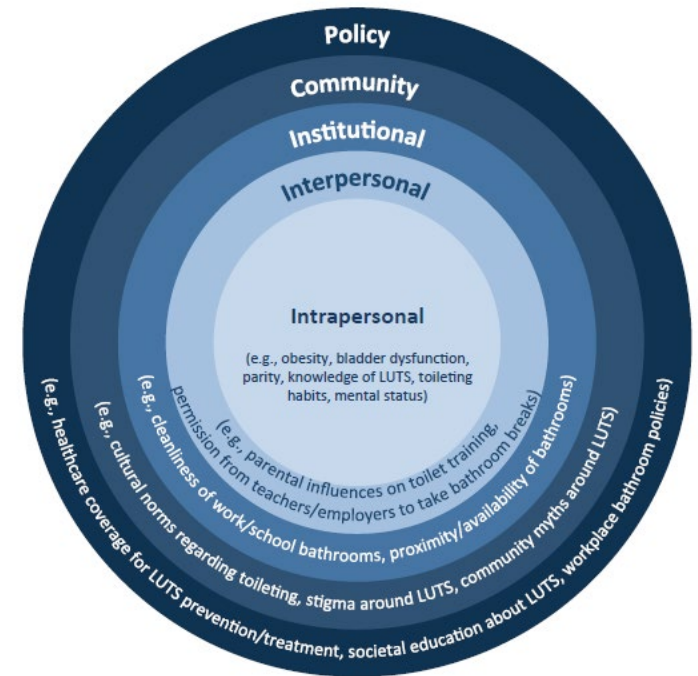 Policy
Community
Institutional
Interpersonal
Intrapersonal
(e.g., obesity, bladder dysfunction,
parity, knowledge of LUTS, toileting
habits, mental status)
(e.g., parental influences on toilet training,
permission from teachers/employers to take bathroom breaks)
(e.g., cleanliness of work/school bathrooms, proximity/availability of bathrooms)
(e.g., cultural norms regarding toileting, stigma around LUTS, community myths around LUTS)
(e.g., healthcare coverage for LUTS prevention/treatment, societal education about LUTS, workplace bathroom policies)